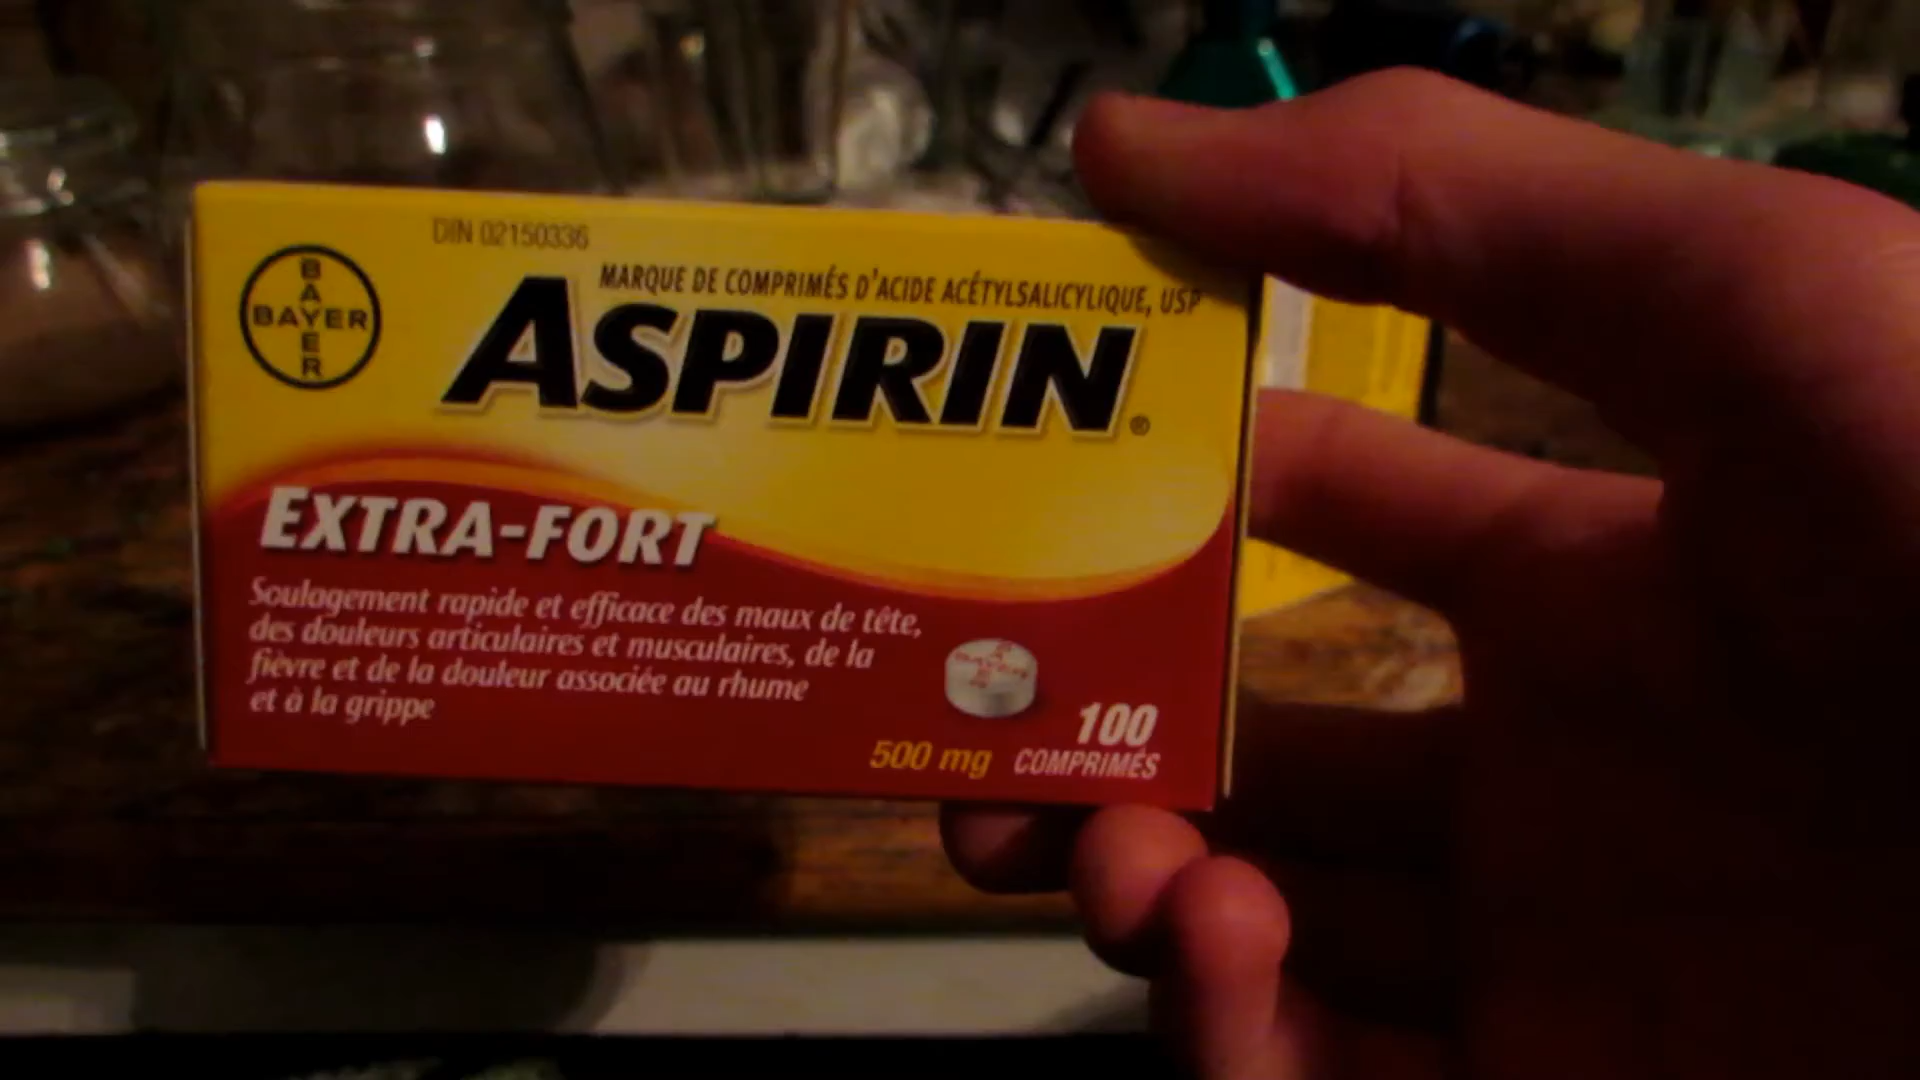 DIN 02150336
BAYER
BAYER
MARQUE DE COMPRIMÉS D'ACIDE ACÉTYLSALICYLIQUE, USP
ASPIRIN®
EXTRA-FORT
Soulagement rapide et efficace des maux de tête,
des douleurs articulaires et musculaires, de la
fièvre et de la douleur associée au rhume
et à la grippe
BAYER
100
500 mg COMPRIMÉS